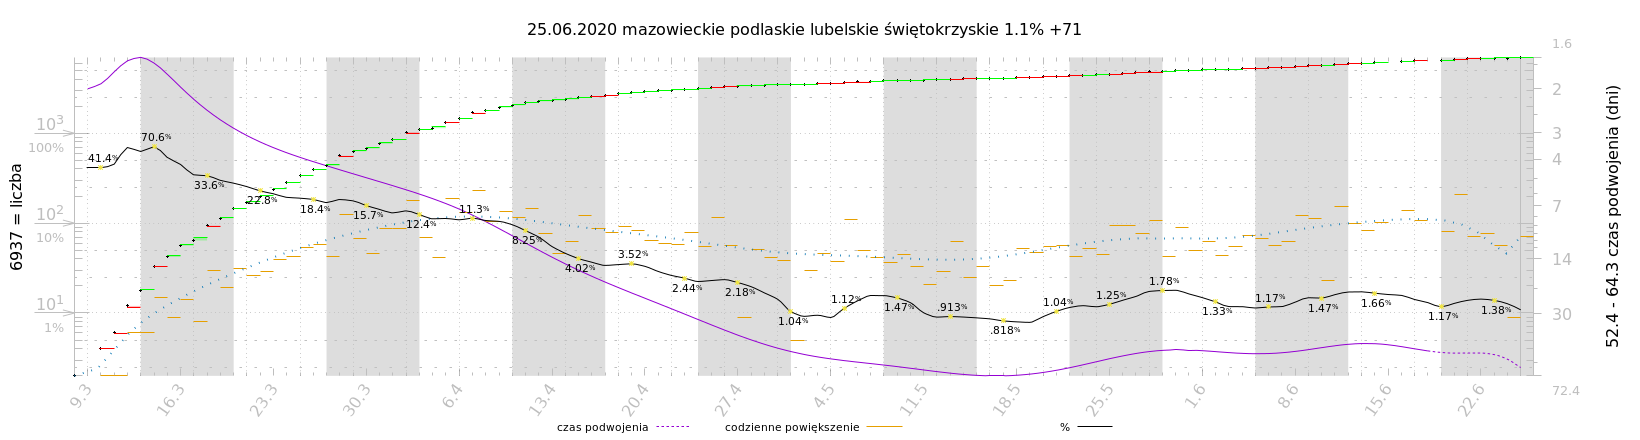 25.06.2020 mazowieckie podlaskie lubelskie świętokrzyskie 1.1% +71
6937 = liczba
10³
100%
10²
10%
10¹
1%
41.4% 70.6% 33.6% 22.8% 18.4% 15.7% 12.4% 11.3% 8.25% 4.02% 3.52% 2.44% 2.18% 1.04% 1.12% 1.47% .913% .818% 1.04% 1.25% 1.78% 1.33% 1.17% 1.47% 1.66% 1.17% 1.38%
1.6
2
3
4
7
14
30
72.4
52.4 - 64.3 czas podwojenia (dni)
9.3 16.3 23.3 30.3 6.4 13.4 20.4 27.4 4.5 11.5 18.5 25.5 1.6 8.6 15.6 22.6
czas podwojenia codzienne powiększenie %